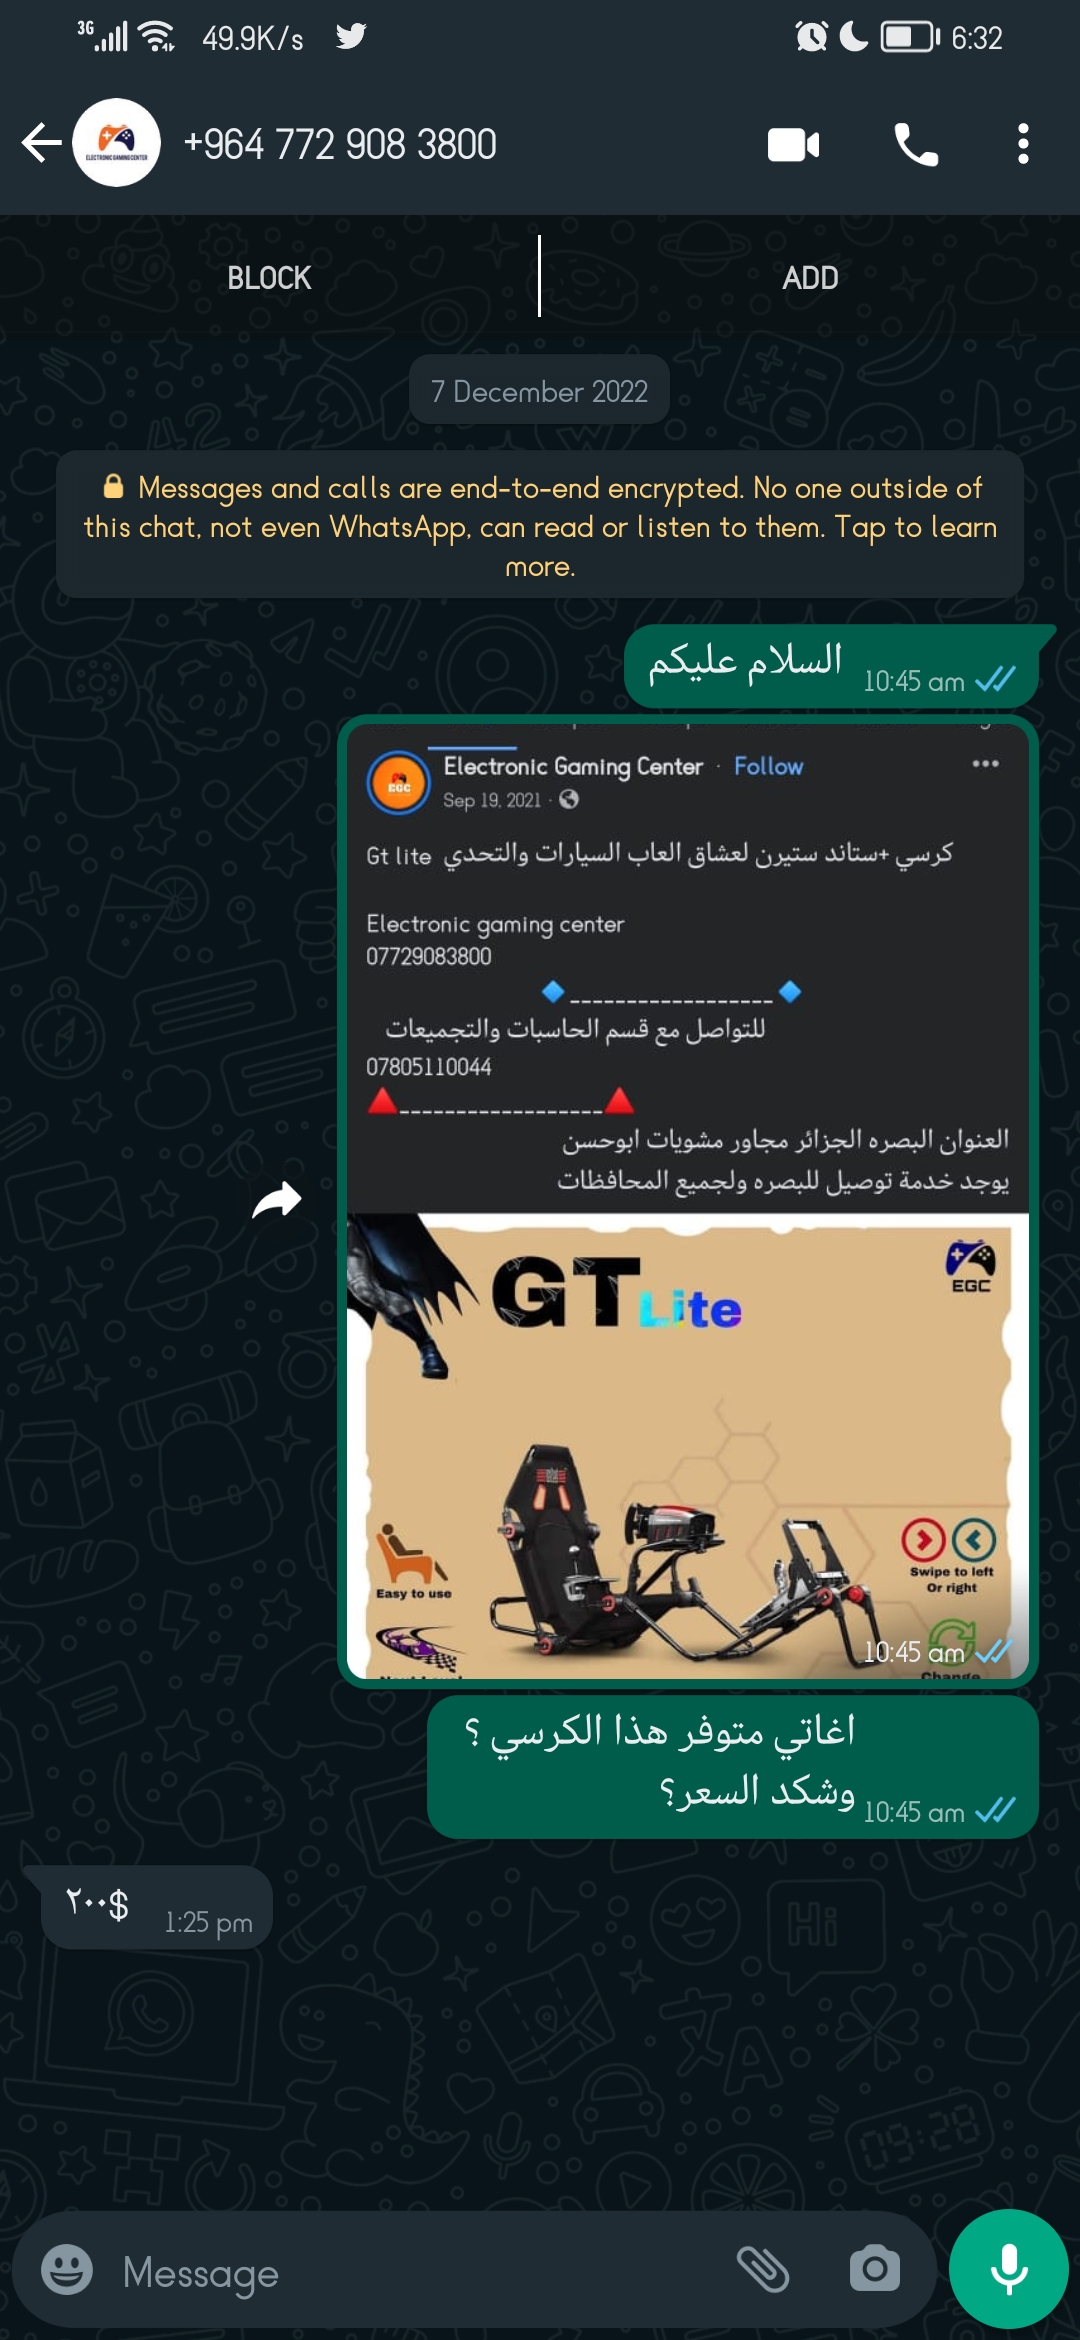 3G 49.9K/s 6:32
ELECTRONIC GAMING CENTER
+964 772 908 3800
BLOCK ADD
7 December 2022
Messages and calls are end-to-end encrypted. No one outside of
this chat, not even WhatsApp, can read or listen to them. Tap to learn
more.
السلام عليكم 10:45 am
Electronic Gaming Center · Follow
EGC
Sep 19, 2021 ·
Gt lite كرسي +ستاند ستيرن لعشاق العاب السيارات والتحدي
Electronic gaming center
07729083800
🔷------------------🔷
للتواصل مع قسم الحاسبات والتجميعات
07805110044
🔺------------------🔺
العنوان البصره الجزائر مجاور مشويات ابوحسن
يوجد خدمة توصيل للبصره ولجميع المحافظات
GT Lite
EGC
Easy to use
Swipe to left
Or right
Change
10:45 am
اغاتي متوفر هذا الكرسي ؟
وشكد السعر؟ 10:45 am
٢٠٠$ 1:25 pm
Message